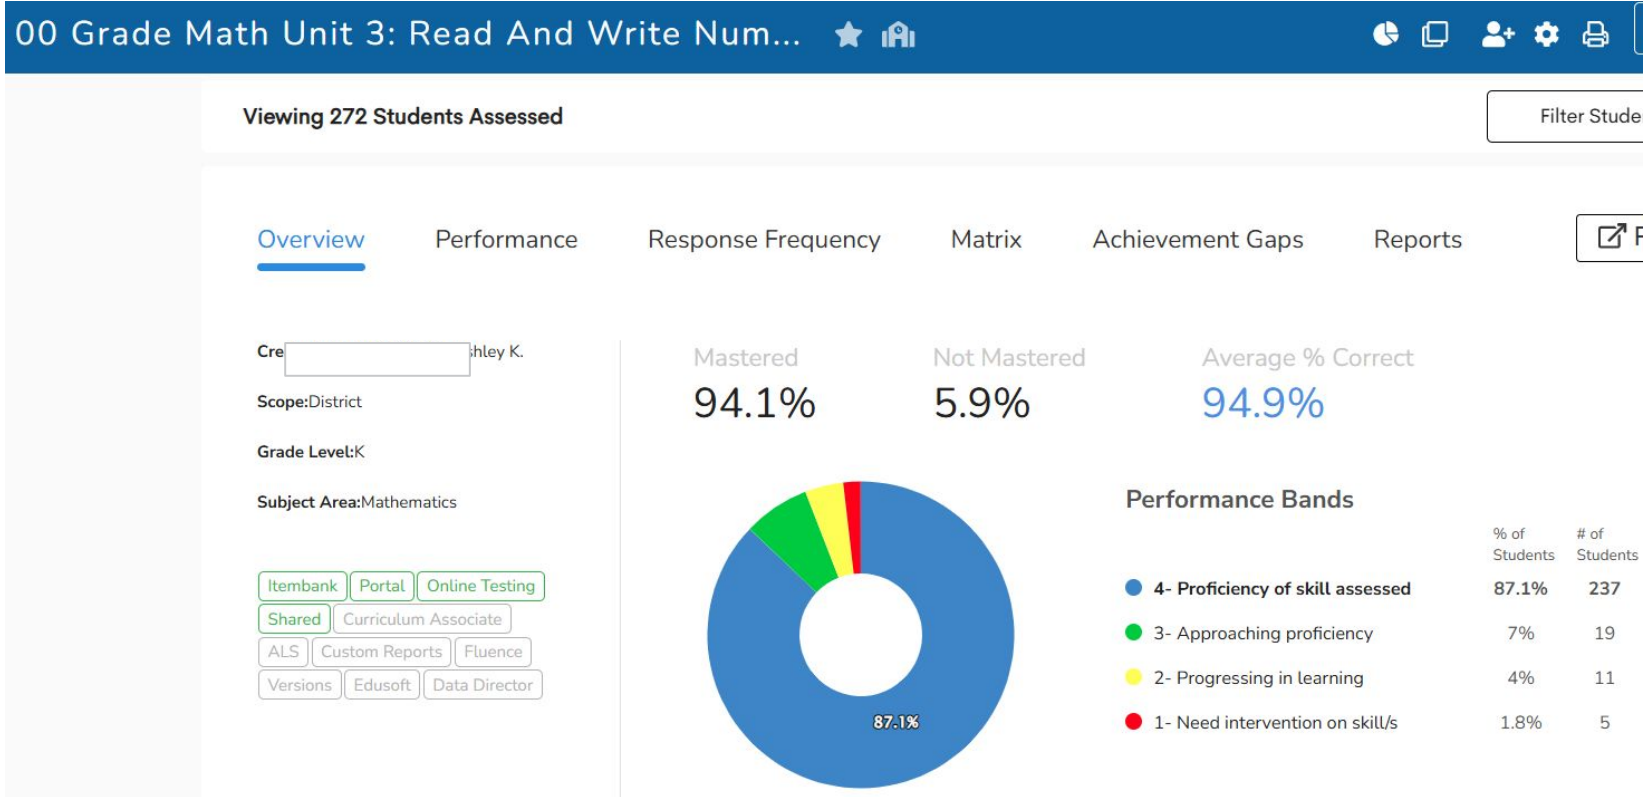 00 Grade Math Unit 3: Read And Write Num...
Viewing 272 Students Assessed
Filter Stude
Overview Performance Response Frequency Matrix Achievement Gaps Reports
Cre hley K.
Scope:District
Grade Level:K
Subject Area:Mathematics
Itembank Portal Online Testing
Shared Curriculum Associate
ALS Custom Reports Fluence
Versions Edusoft Data Director
Mastered Not Mastered Average % Correct
94.1% 5.9% 94.9%
87.1%
Performance Bands
% of Students # of Students
4- Proficiency of skill assessed 87.1% 237
3- Approaching proficiency 7% 19
2- Progressing in learning 4% 11
1- Need intervention on skill/s 1.8% 5